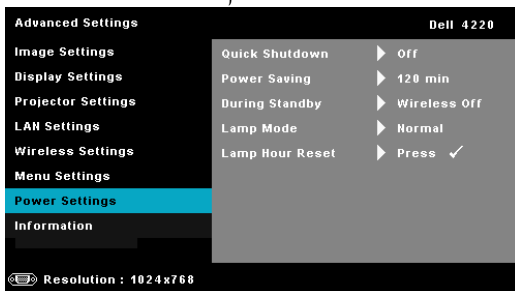 Advanced Settings Dell 4220
Image Settings
Quick Shutdown Off
Display Settings
Power Saving 120 min
Projector Settings
During Standby Wireless Off
LAN Settings
Lamp Mode Normal
Wireless Settings
Lamp Hour Reset Press ✓
Menu Settings
Power Settings
Information
Resolution : 1024x768